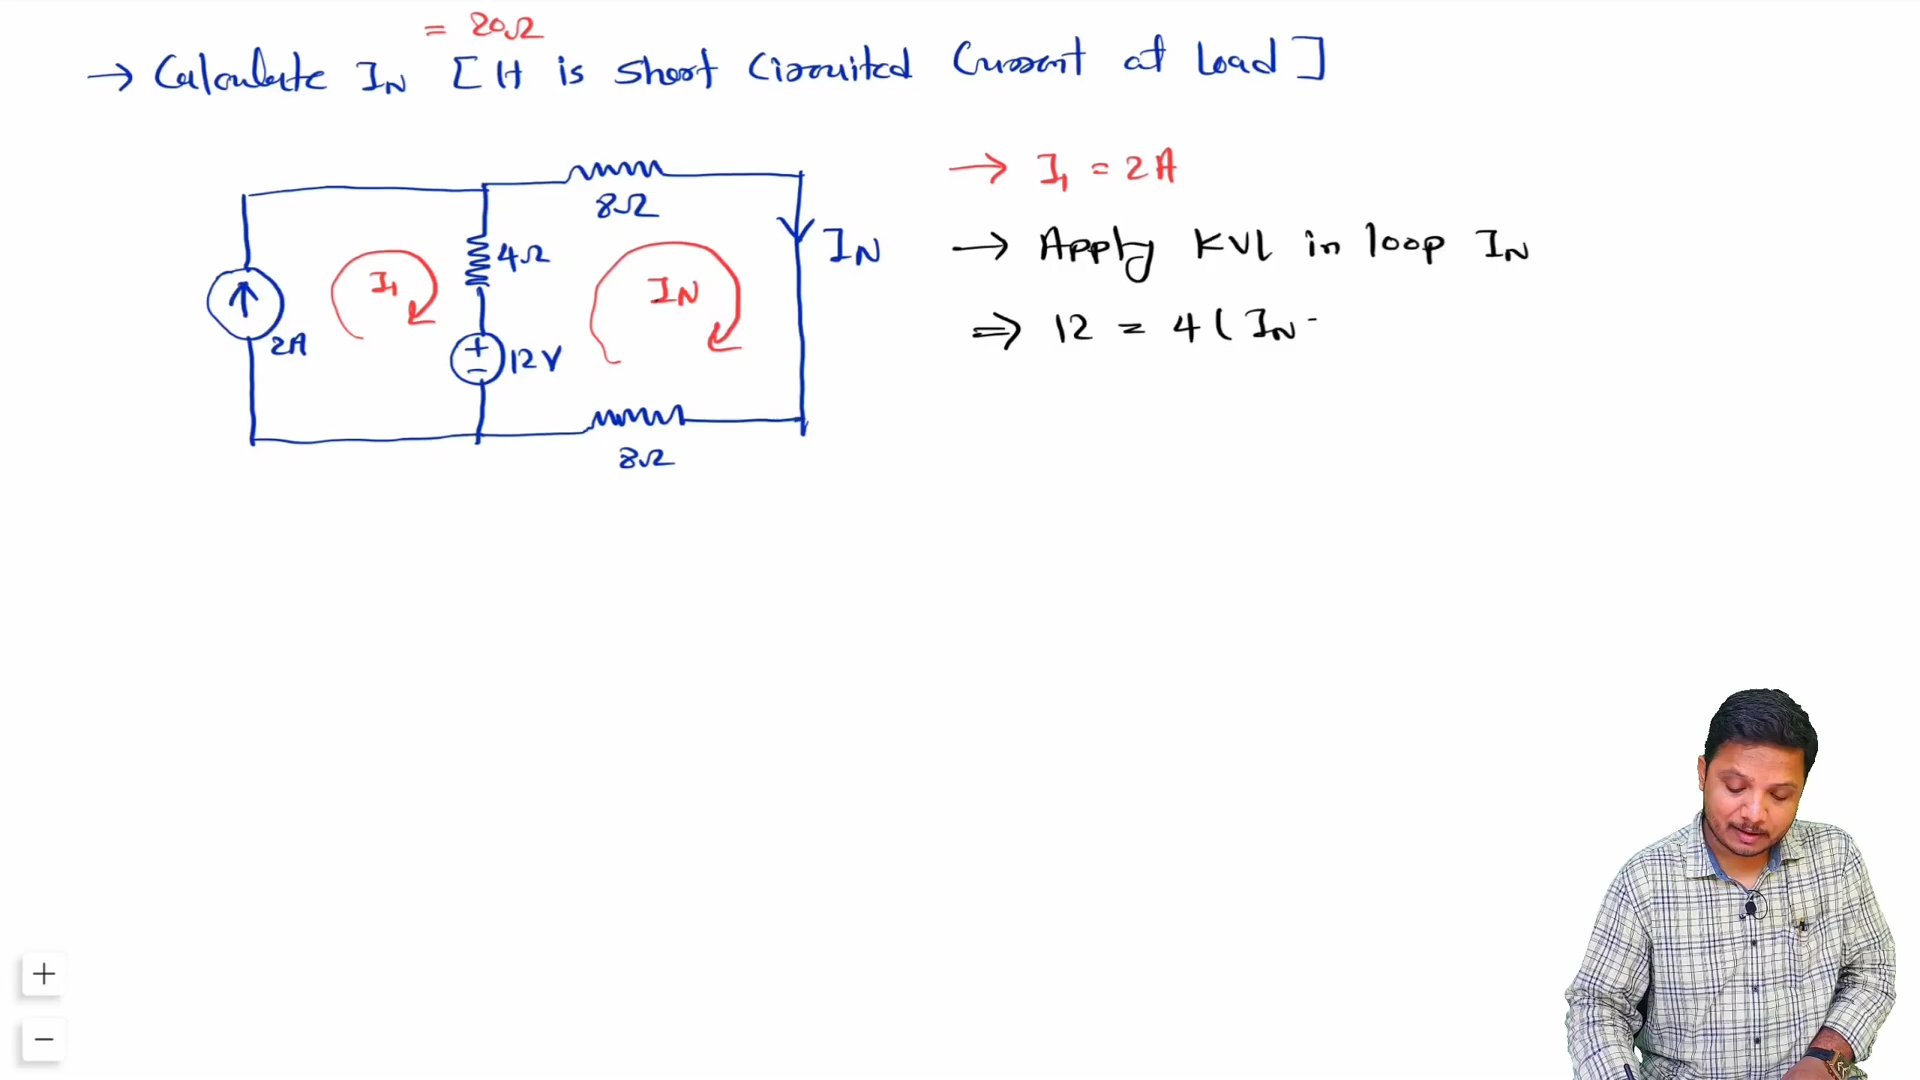 = 20Ω
→ Calculate IN [It is short circuited current at load]
→ I1 = 2A
8Ω
→ Apply KVL in loop IN
4Ω
IN
I1
IN
⇒ 12 = 4(IN-
2A
+
-
12V
8Ω
+
−